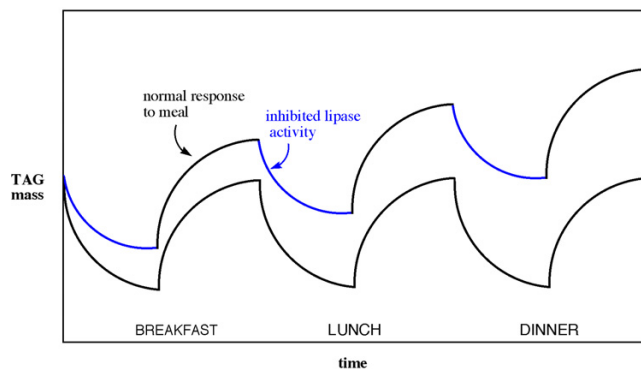 normal response
to meal
inhibited lipase
activity
TAG
mass
BREAKFAST
LUNCH
DINNER
time